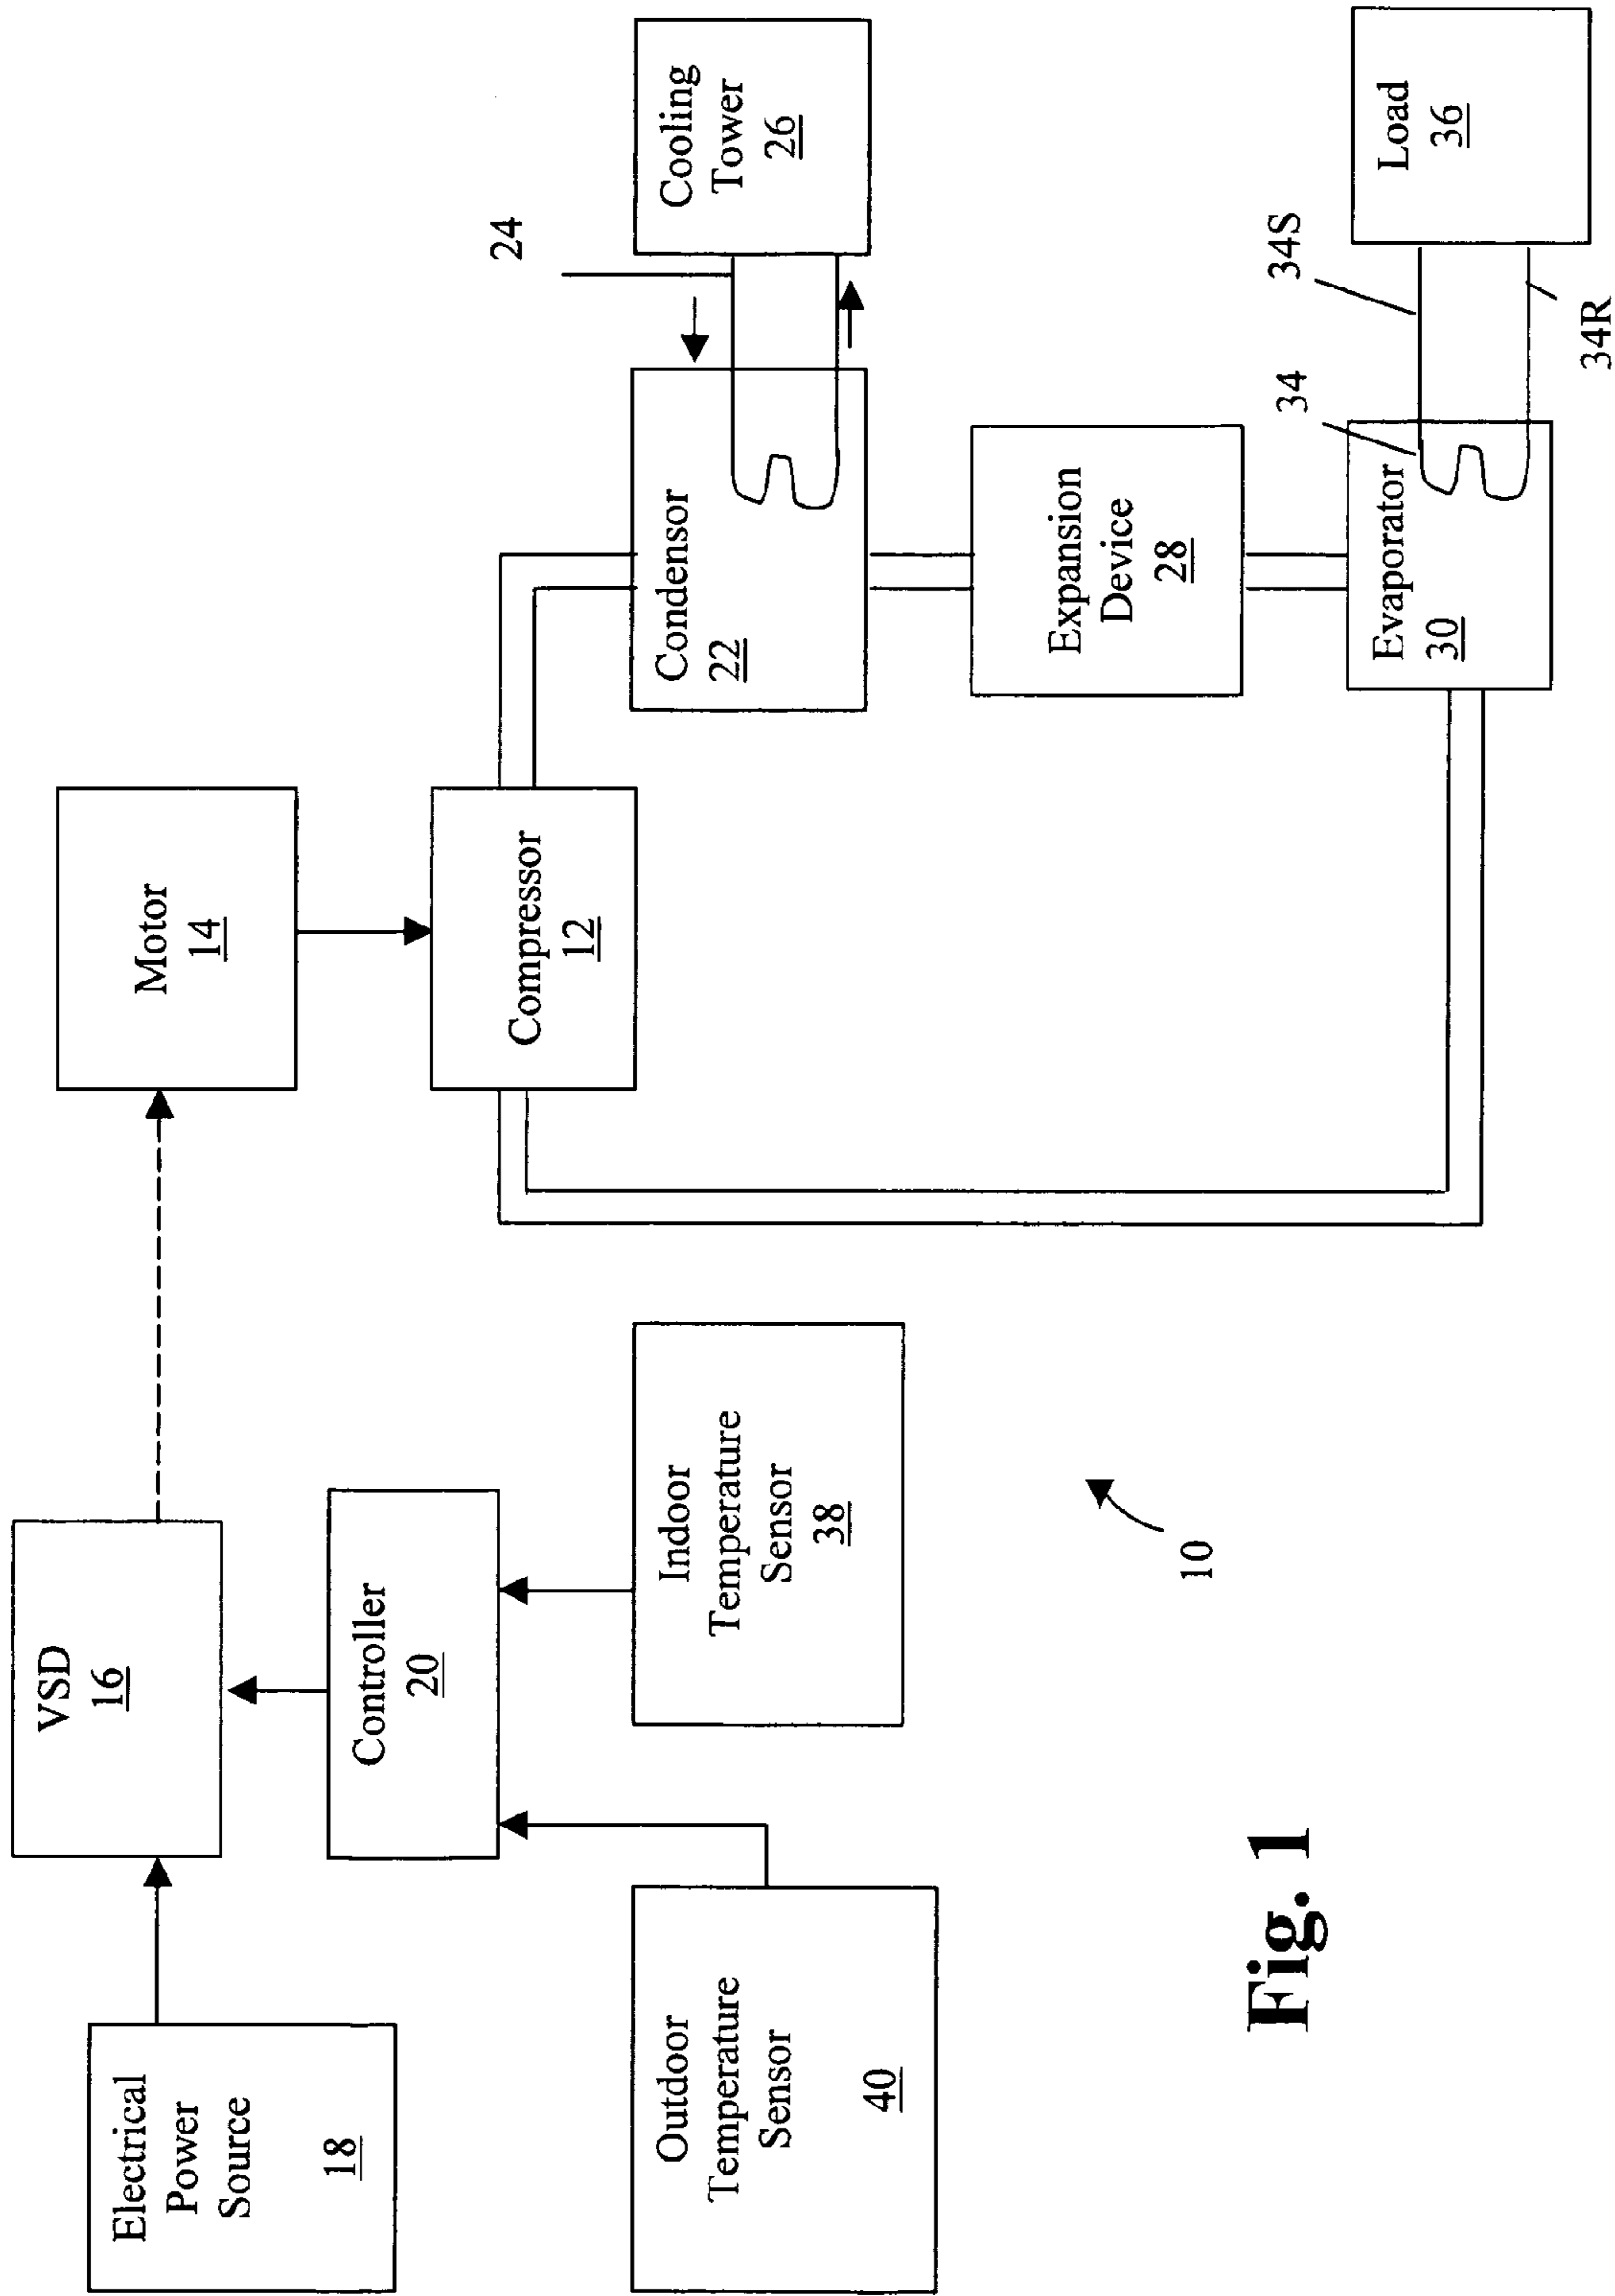 Electrical
Power
Source
18
VSD
16
Motor
14
Controller
20
Compressor
12
Outdoor
Temperature
Sensor
40
Indoor
Temperature
Sensor
38
Condensor
22
24
Cooling
Tower
26
Expansion
Device
28
Evaporator
30
34
34S
34R
Load
36
10
Fig. 1